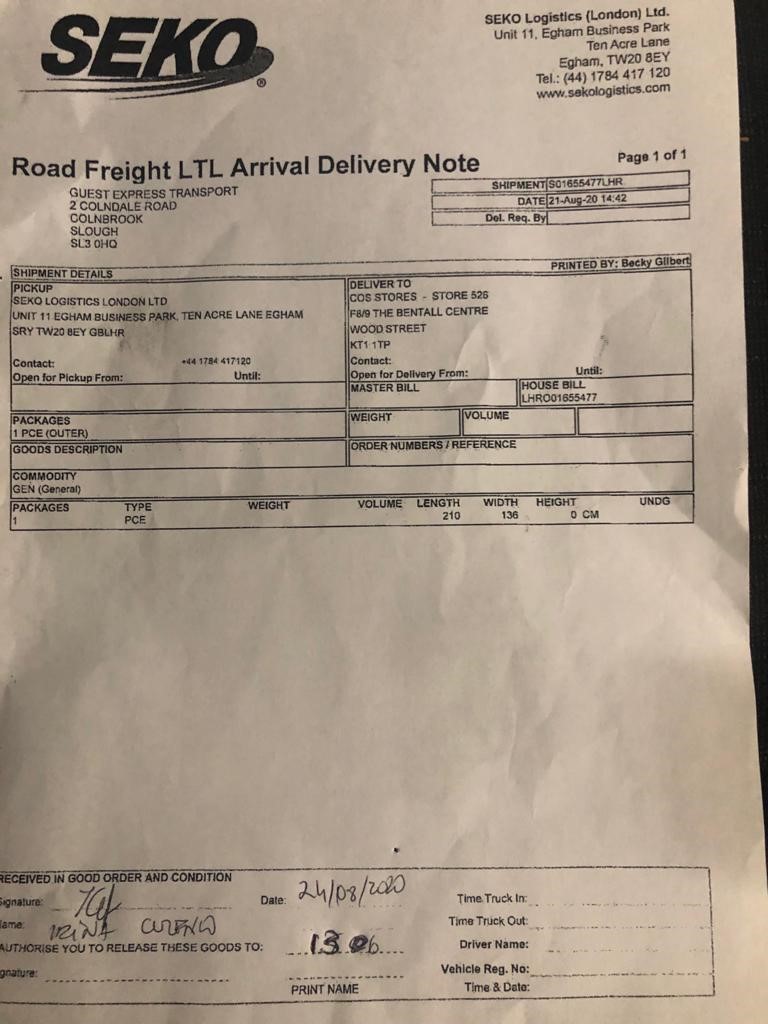 SEKO®
SEKO Logistics (London) Ltd.
Unit 11, Egham Business Park
Ten Acre Lane
Egham, TW20 8EY
Tel.: (44) 1784 417 120
www.sekologistics.com
Road Freight LTL Arrival Delivery Note
Page 1 of 1
GUEST EXPRESS TRANSPORT
2 COLNDALE ROAD
COLNBROOK
SLOUGH
SL3 0HQ
SHIPMENT S01655477LHR
DATE 21-Aug-20 14:42
Del. Req. By
SHIPMENT DETAILS
PRINTED BY: Becky Gilbert
PICKUP
SEKO LOGISTICS LONDON LTD
UNIT 11 EGHAM BUSINESS PARK, TEN ACRE LANE EGHAM
SRY TW20 8EY GBLHR
Contact: +44 1784 417120
Open for Pickup From: Until:
DELIVER TO
COS STORES - STORE 526
F8/9 THE BENTALL CENTRE
WOOD STREET
KT1 1TP
Contact:
Open for Delivery From: Until:
MASTER BILL
HOUSE BILL
LHRO01655477
PACKAGES
1 PCE (OUTER)
WEIGHT
VOLUME
GOODS DESCRIPTION
ORDER NUMBERS / REFERENCE
COMMODITY
GEN (General)
PACKAGES TYPE WEIGHT VOLUME LENGTH WIDTH HEIGHT UNDG
1 PCE 210 136 0 CM
RECEIVED IN GOOD ORDER AND CONDITION
Signature:
Date: 24/08/2020
ame: IRINA
AUTHORISE YOU TO RELEASE THESE GOODS TO: 13 06
gnature:
PRINT NAME
Time Truck In:
Time Truck Out:
Driver Name:
Vehicle Reg. No:
Time & Date: